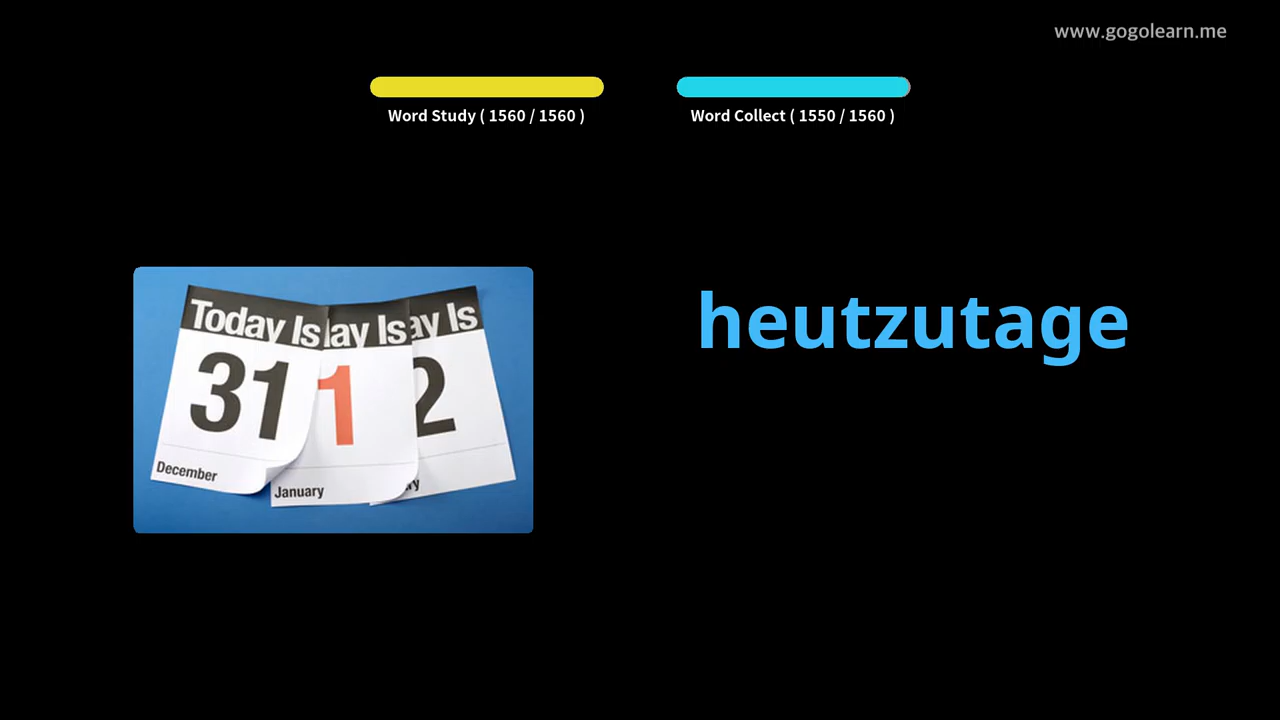 www.gogolearn.me
Word Study ( 1560 / 1560 )
Word Collect ( 1550 / 1560 )
heutzutage
Today Is
ay Is
ay Is
31
1
2
December
January
ry